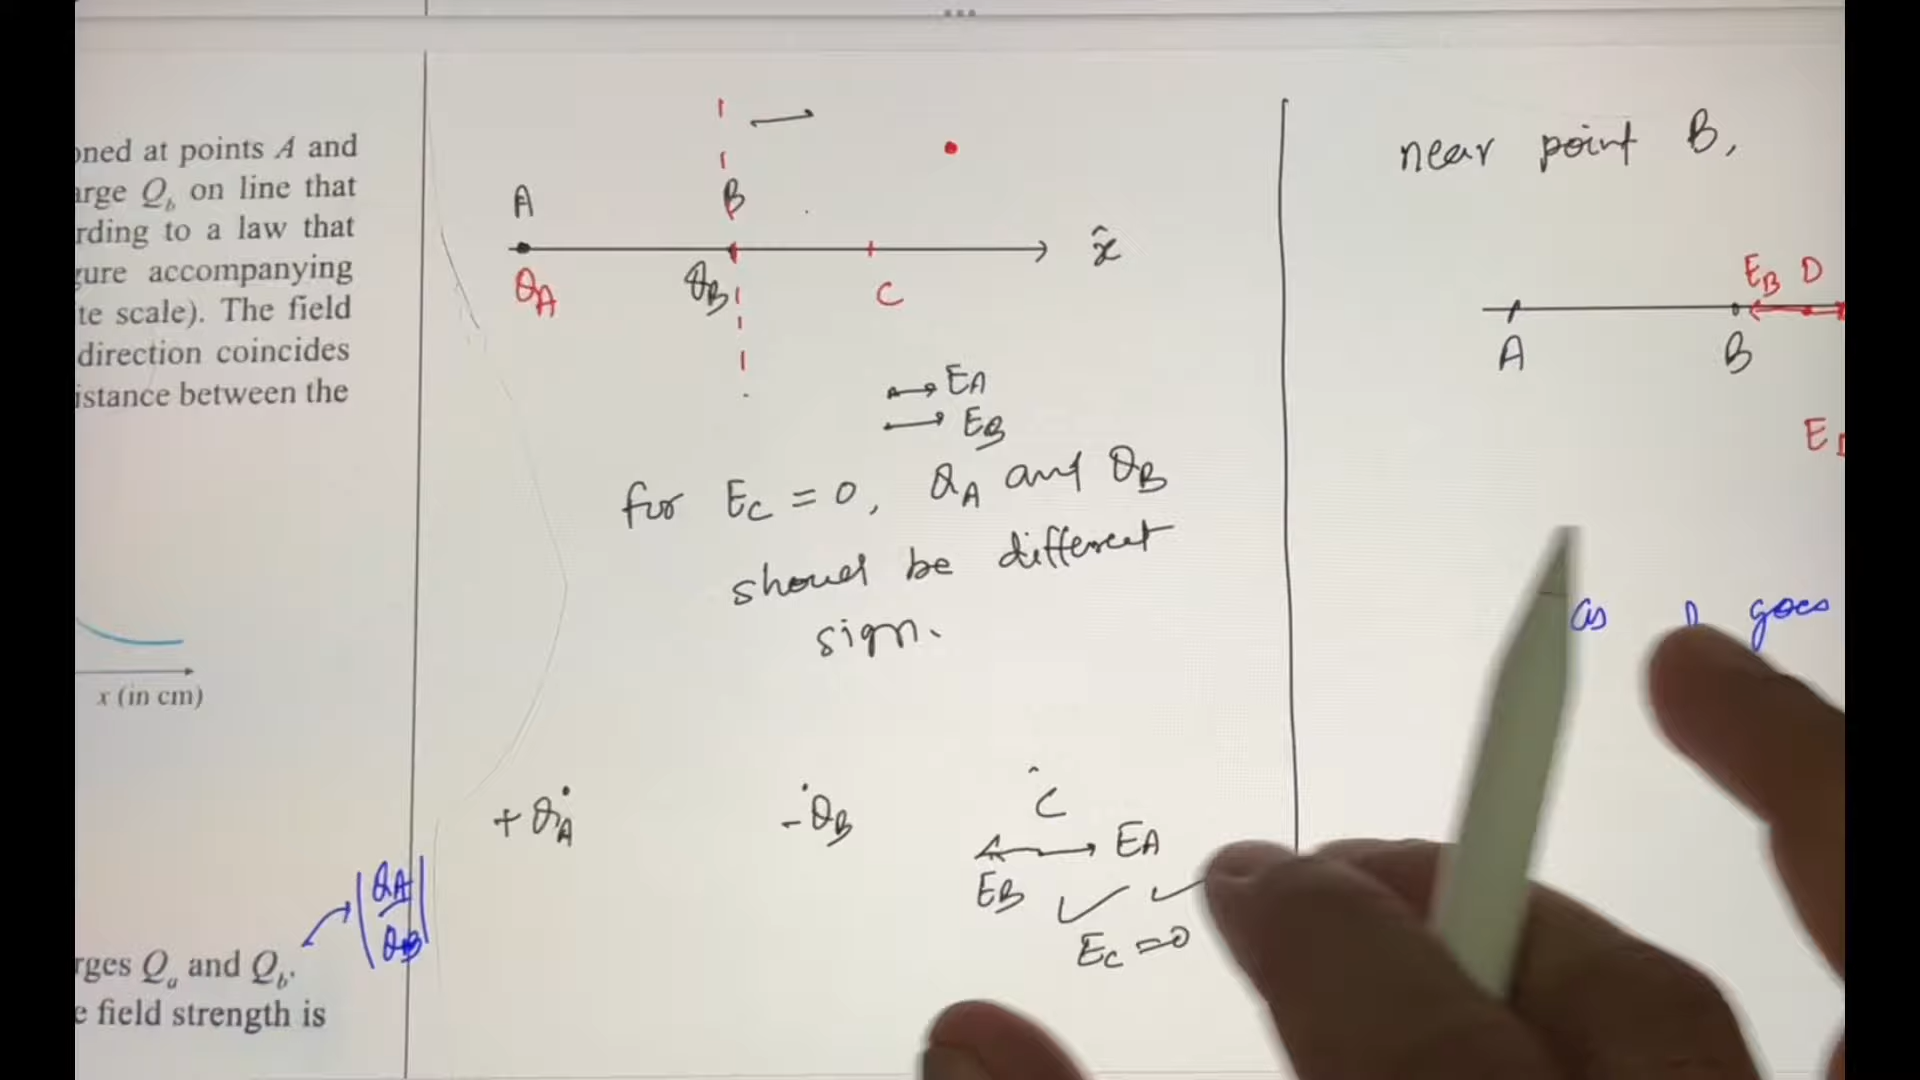 oned at points A and
arge Q_b on line that
rding to a law that
gure accompanying
te scale). The field
direction coincides
istance between the
x (in cm)
rges Q_a and Q_b.
e field strength is
|Q_A/Q_B|
A B
Q_A Q_B C
x̂
E_A
E_B
for E_C = 0, Q_A and Q_B
should be different
sign.
+Q_A -Q_B C
E_A
E_B
E_C = 0
near point B,
E_B D
A B
E
as goes